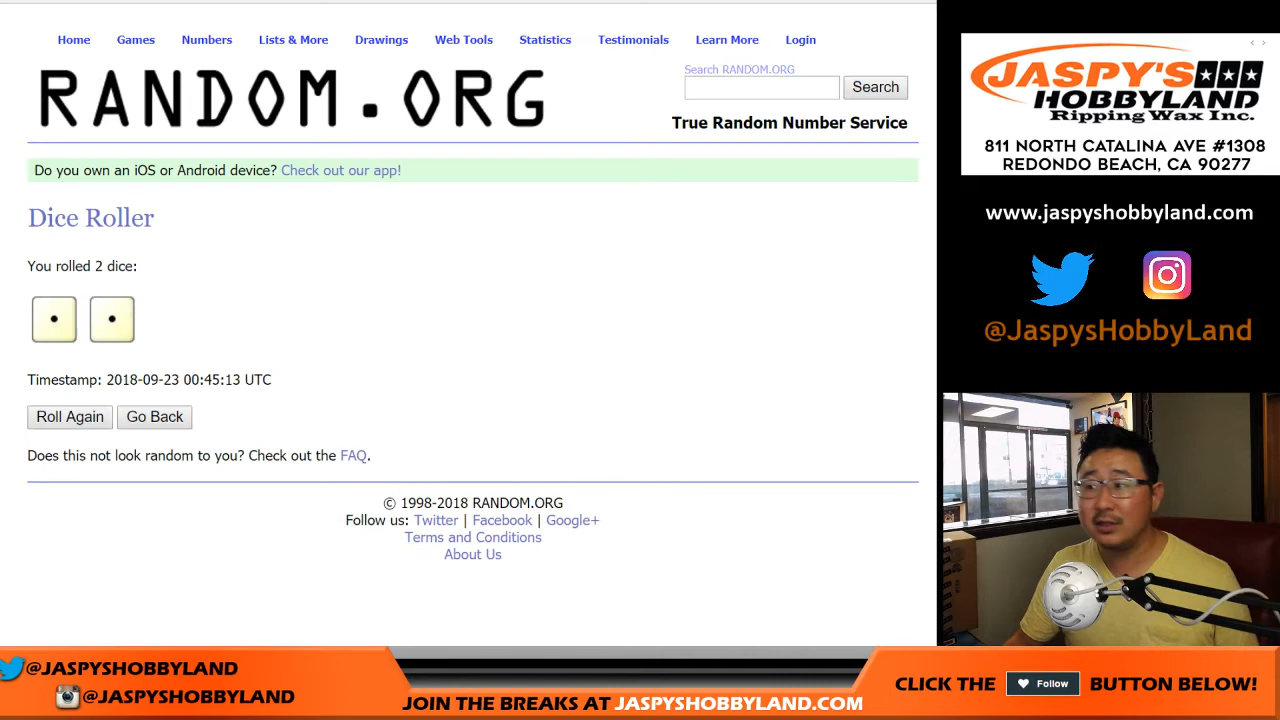 Home Games Numbers Lists & More Drawings Web Tools Statistics Testimonials Learn More Login
RANDOM.ORG
Search RANDOM.ORG
Search
True Random Number Service
Do you own an iOS or Android device? Check out our app!
Dice Roller
You rolled 2 dice:
Timestamp: 2018-09-23 00:45:13 UTC
Roll Again Go Back
Does this not look random to you? Check out the FAQ.
© 1998-2018 RANDOM.ORG
Follow us: Twitter | Facebook | Google+
Terms and Conditions
About Us
JASPY'S
HOBBYLAND
Ripping Wax Inc.
811 NORTH CATALINA AVE #1308
REDONDO BEACH, CA 90277
www.jaspyshobbyland.com
@JaspysHobbyLand
@JASPYSHOBBYLAND
@JASPYSHOBBYLAND
JOIN THE BREAKS AT JASPYSHOBBYLAND.COM
CLICK THE Follow BUTTON BELOW!